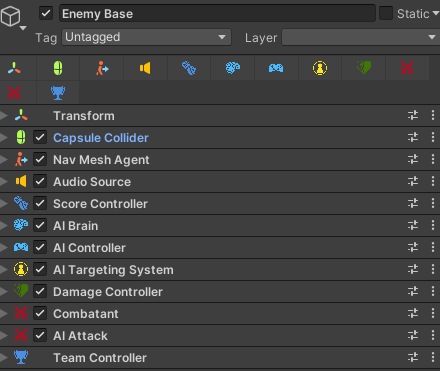 Enemy Base Static
Tag Untagged Layer
Transform
Capsule Collider
Nav Mesh Agent
Audio Source
Score Controller
AI Brain
AI Controller
AI Targeting System
Damage Controller
Combatant
AI Attack
Team Controller